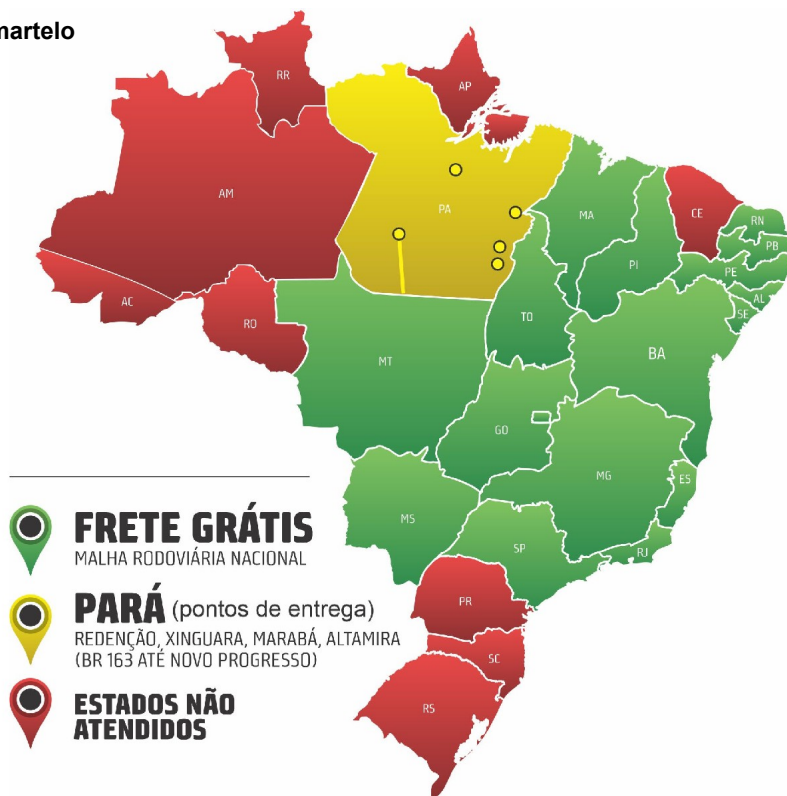 martelo
RR
AP
AM
PA
MA
CE
RN
PB
PI
PE
AL
SE
AC
RO
TO
MT
BA
GO
MG
ES
MS
SP
RJ
PR
SC
RS
FRETE GRÁTIS
MALHA RODOVIÁRIA NACIONAL
PARÁ (pontos de entrega)
REDENÇÃO, XINGUARA, MARABÁ, ALTAMIRA
(BR 163 ATÉ NOVO PROGRESSO)
ESTADOS NÃO
ATENDIDOS